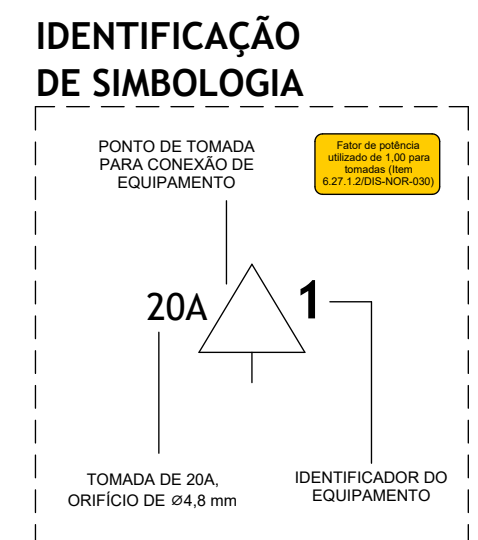 IDENTIFICAÇÃO
DE SIMBOLOGIA
PONTO DE TOMADA
PARA CONEXÃO DE
EQUIPAMENTO
Fator de potência
utilizado de 1,00 para
tomadas (Item
6.27.1.2/DIS-NOR-030)
20A
1
TOMADA DE 20A,
ORIFÍCIO DE Ø4,8 mm
IDENTIFICADOR DO
EQUIPAMENTO